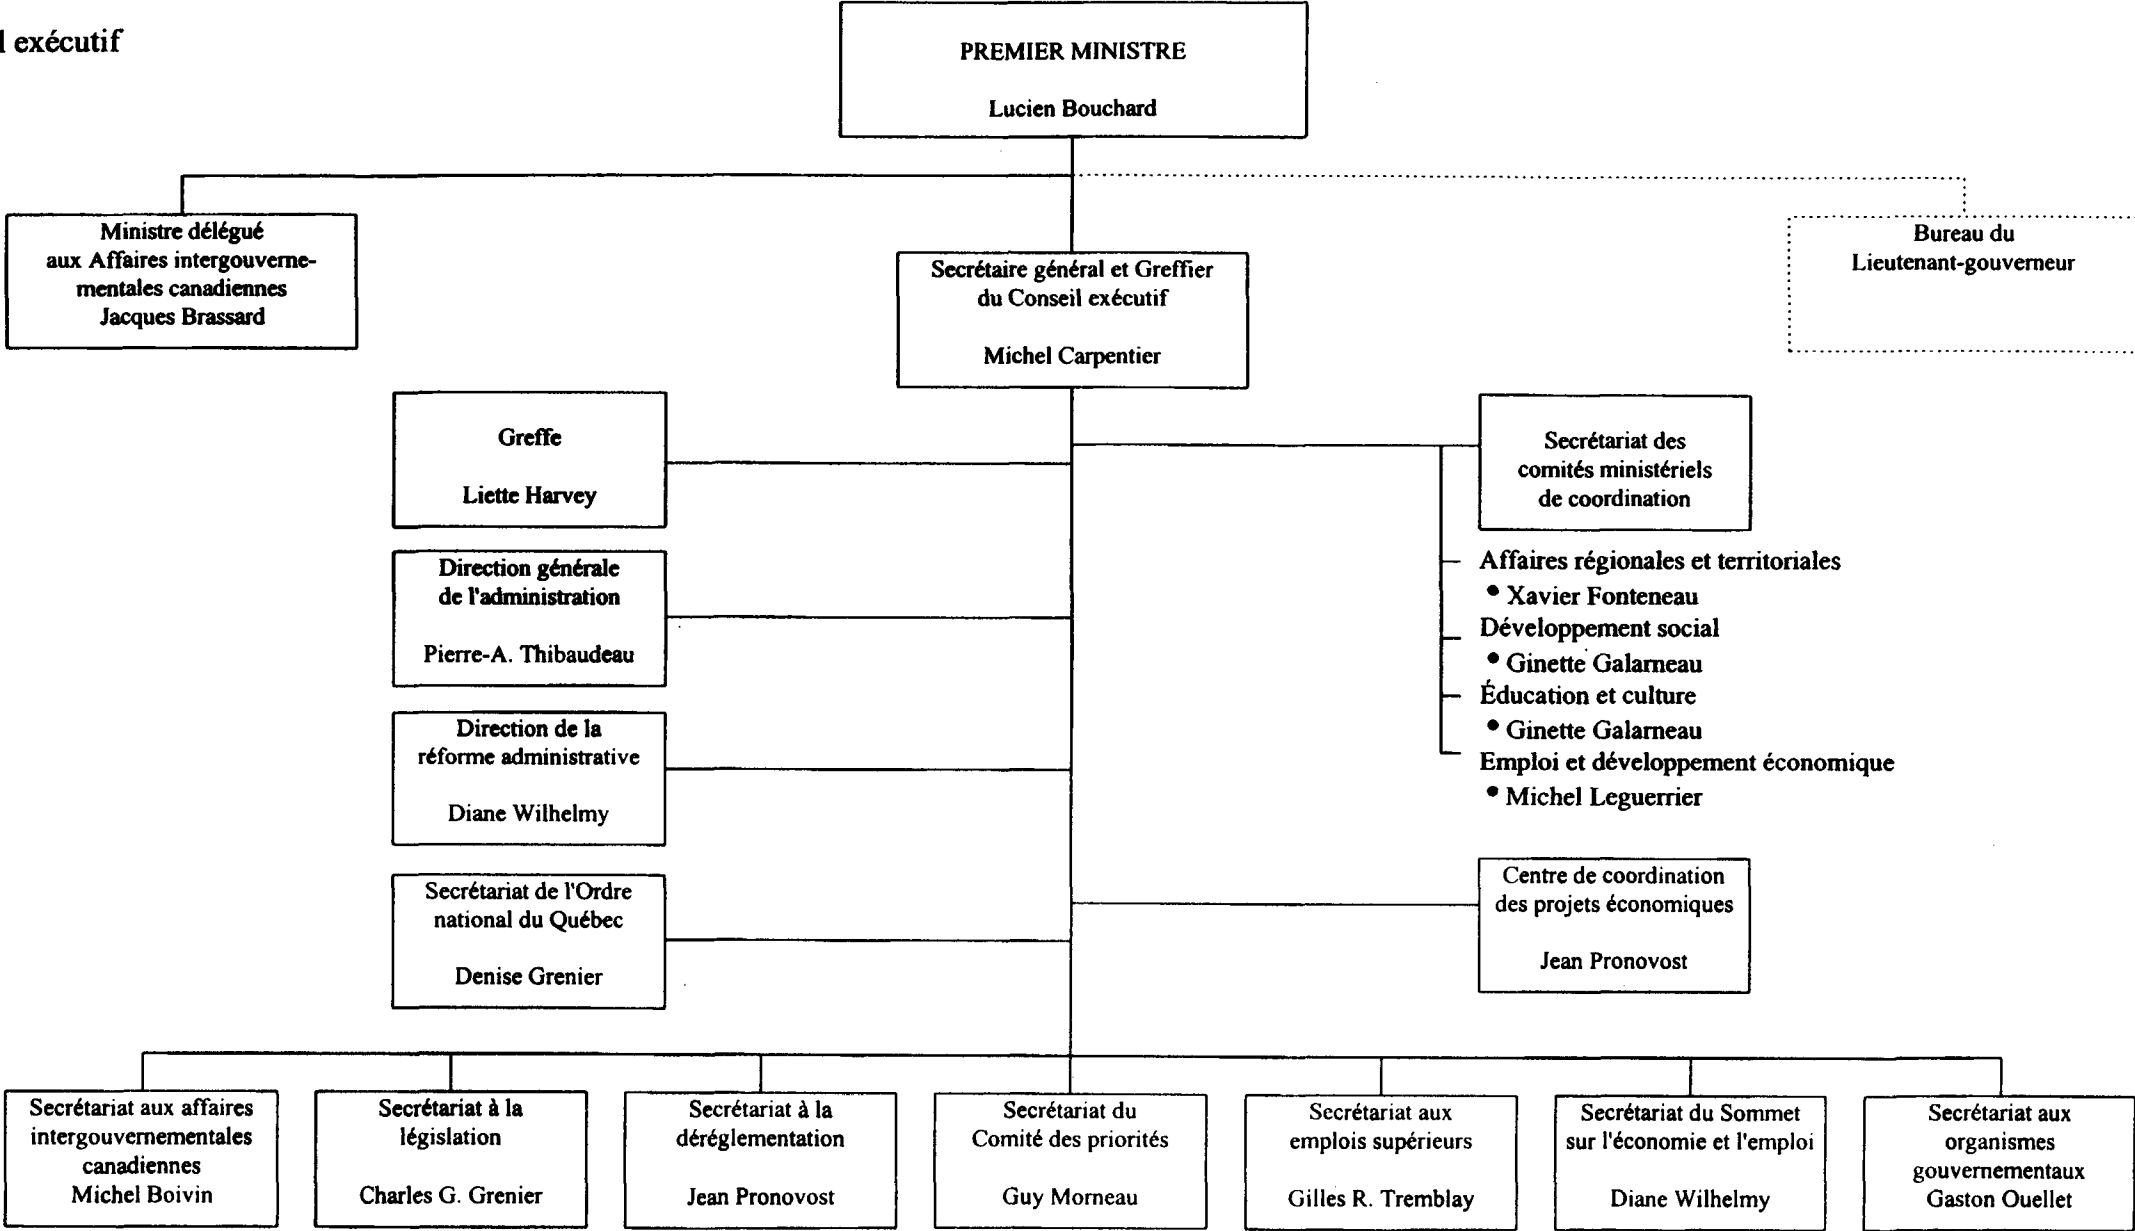 exécutif
PREMIER MINISTRE
Lucien Bouchard
Ministre délégué
aux Affaires intergouverne-
mentales canadiennes
Jacques Brassard
Secrétaire général et Greffier
du Conseil exécutif
Michel Carpentier
Bureau du
Lieutenant-gouverneur
Greffe
Liette Harvey
Direction générale
de l'administration
Pierre-A. Thibaudeau
Direction de la
réforme administrative
Diane Wilhelmy
Secrétariat de l'Ordre
national du Québec
Denise Grenier
Secrétariat des
comités ministériels
de coordination
Affaires régionales et territoriales
• Xavier Fonteneau
Développement social
• Ginette Galarneau
Éducation et culture
• Ginette Galarneau
Emploi et développement économique
• Michel Leguerrier
Centre de coordination
des projets économiques
Jean Pronovost
Secrétariat aux affaires
intergouvernementales
canadiennes
Michel Boivin
Secrétariat à la
législation
Charles G. Grenier
Secrétariat à la
déréglementation
Jean Pronovost
Secrétariat du
Comité des priorités
Guy Morneau
Secrétariat aux
emplois supérieurs
Gilles R. Tremblay
Secrétariat du Sommet
sur l'économie et l'emploi
Diane Wilhelmy
Secrétariat aux
organismes
gouvernementaux
Gaston Ouellet